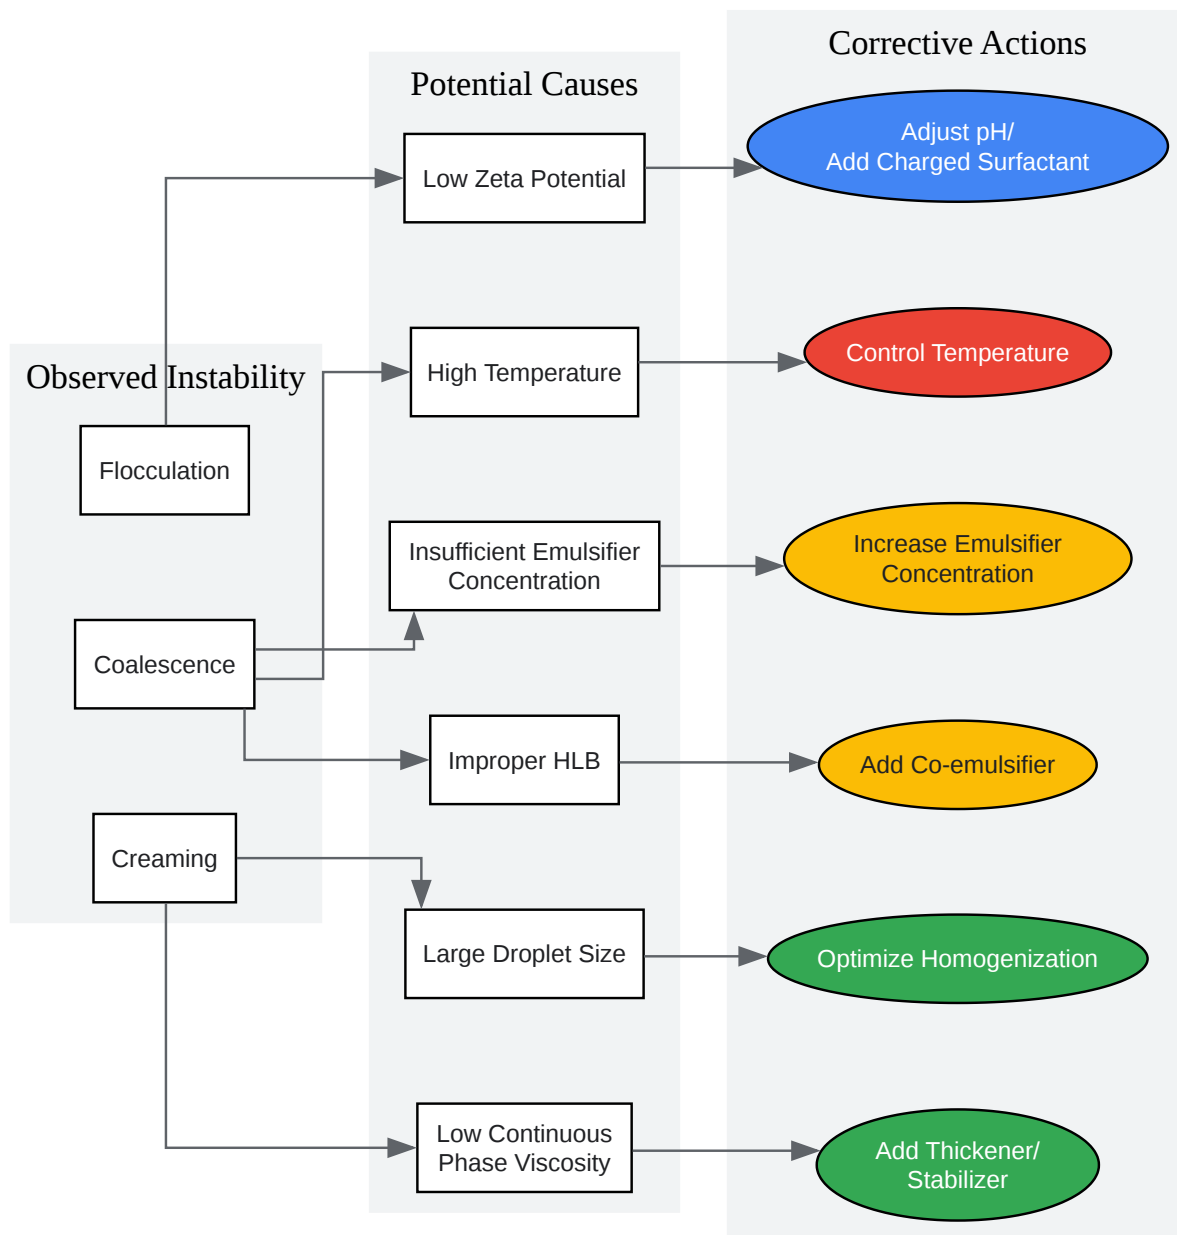 Observed Instability
Flocculation
Coalescence
Creaming
Potential Causes
Low Zeta Potential
High Temperature
Insufficient Emulsifier
Concentration
Improper HLB
Large Droplet Size
Low Continuous
Phase Viscosity
Corrective Actions
Adjust pH/
Add Charged Surfactant
Control Temperature
Increase Emulsifier
Concentration
Add Co-emulsifier
Optimize Homogenization
Add Thickener/
Stabilizer